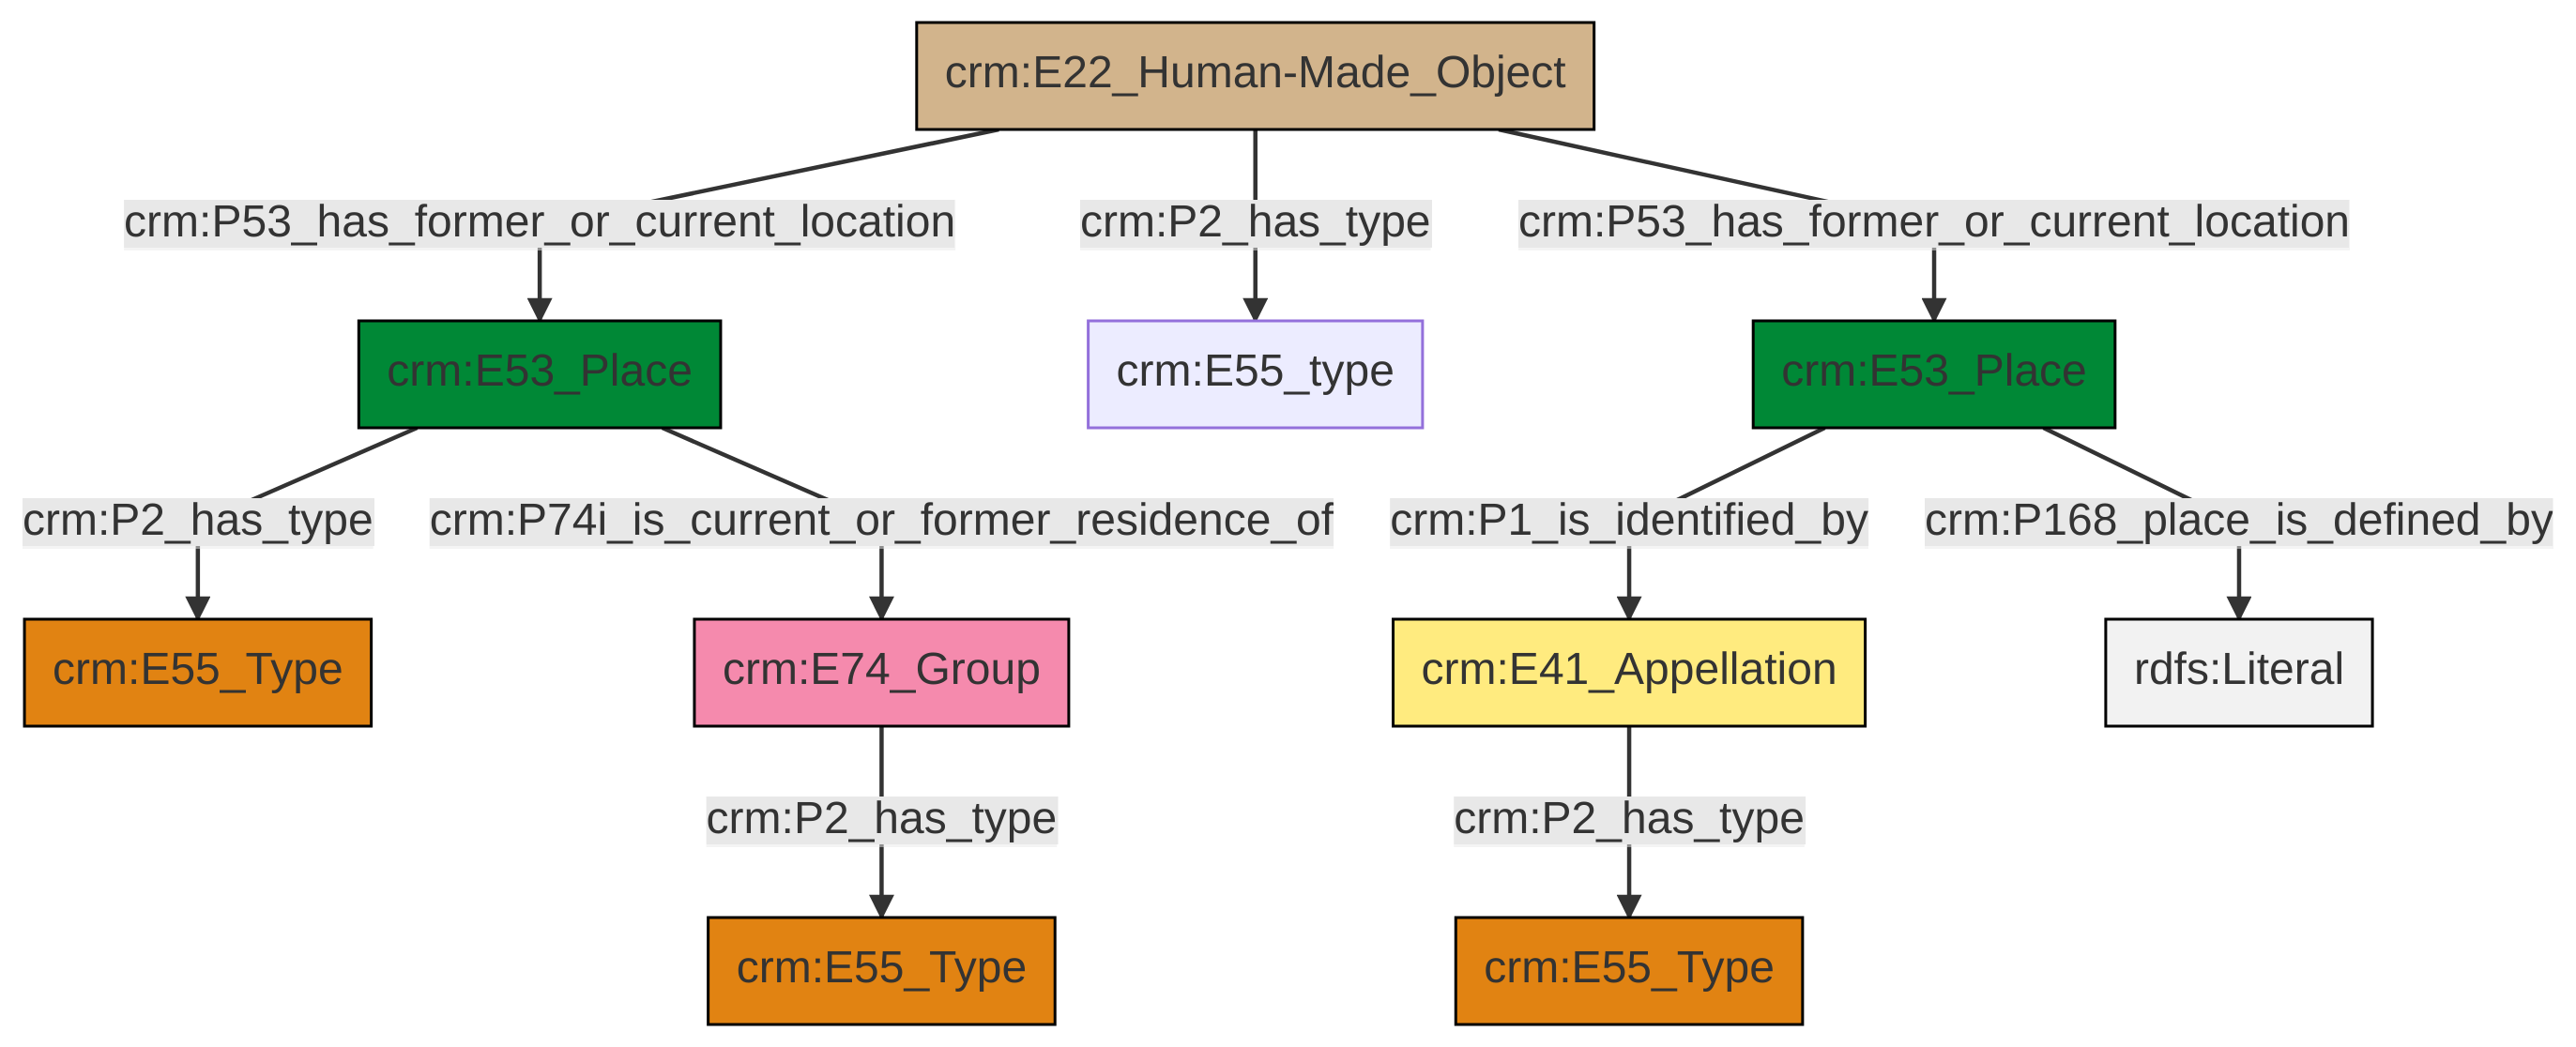 crm:E22_Human-Made_Object
crm:P53_has_former_or_current_location
crm:P2_has_type
crm:P53_has_former_or_current_location
crm:E53_Place
crm:E55_type
crm:E53_Place
crm:P2_has_type
crm:P74i_is_current_or_former_residence_of
crm:P1_is_identified_by
crm:P168_place_is_defined_by
crm:E55_Type
crm:E74_Group
crm:E41_Appellation
rdfs:Literal
crm:P2_has_type
crm:P2_has_type
crm:E55_Type
crm:E55_Type